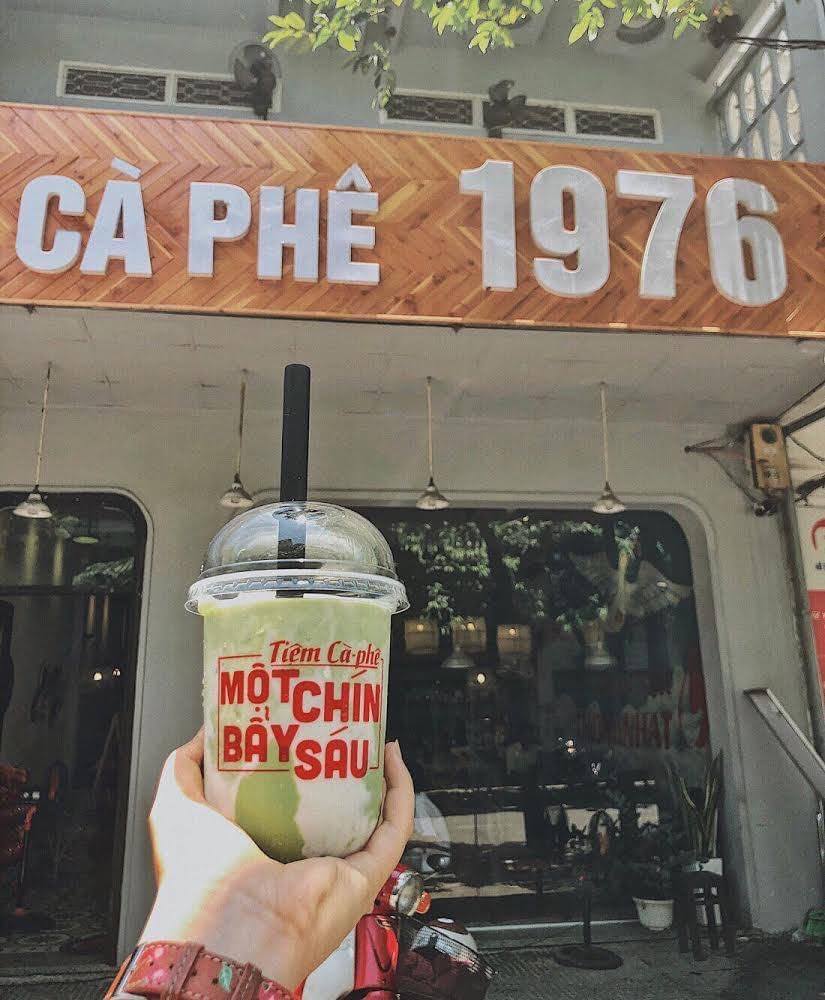 CÀ PHÊ 1976
Tiệm Cà-phê
MỘT CHÍN
BẢY SÁU